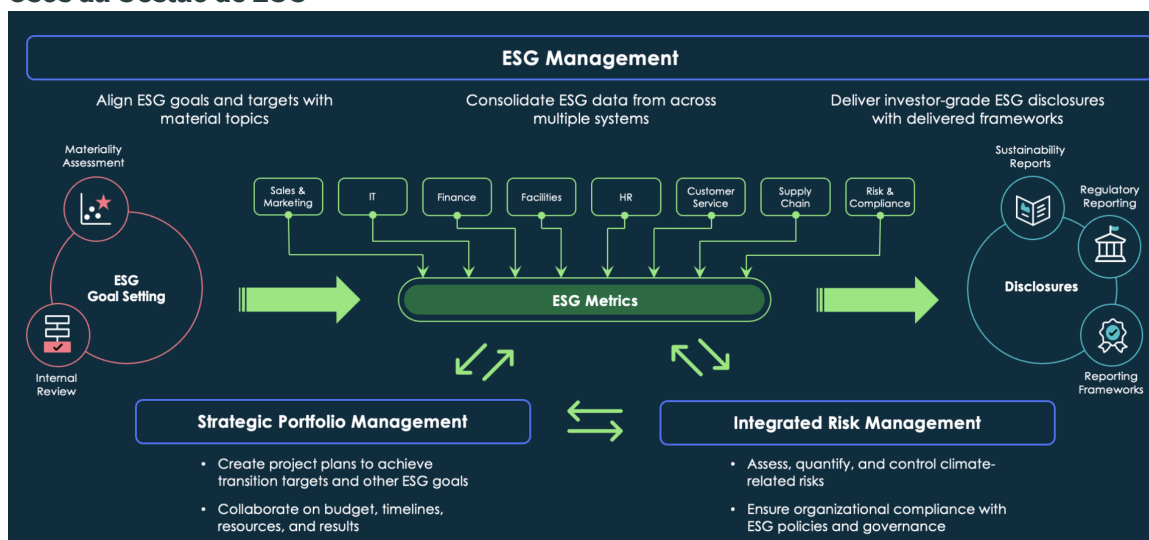 ESG Management
Align ESG goals and targets with
material topics
Consolidate ESG data from across
multiple systems
Deliver investor-grade ESG disclosures
with delivered frameworks
Materiality
Assessment
ESG
Goal Setting
Internal
Review
Sales &
Marketing
IT
Finance
Facilities
HR
Customer
Service
Supply
Chain
Risk &
Compliance
ESG Metrics
Sustainability
Reports
Regulatory
Reporting
Disclosures
Reporting
Frameworks
Strategic Portfolio Management
• Create project plans to achieve
transition targets and other ESG goals
• Collaborate on budget, timelines,
resources, and results
Integrated Risk Management
• Assess, quantify, and control climate-
related risks
• Ensure organizational compliance with
ESG policies and governance